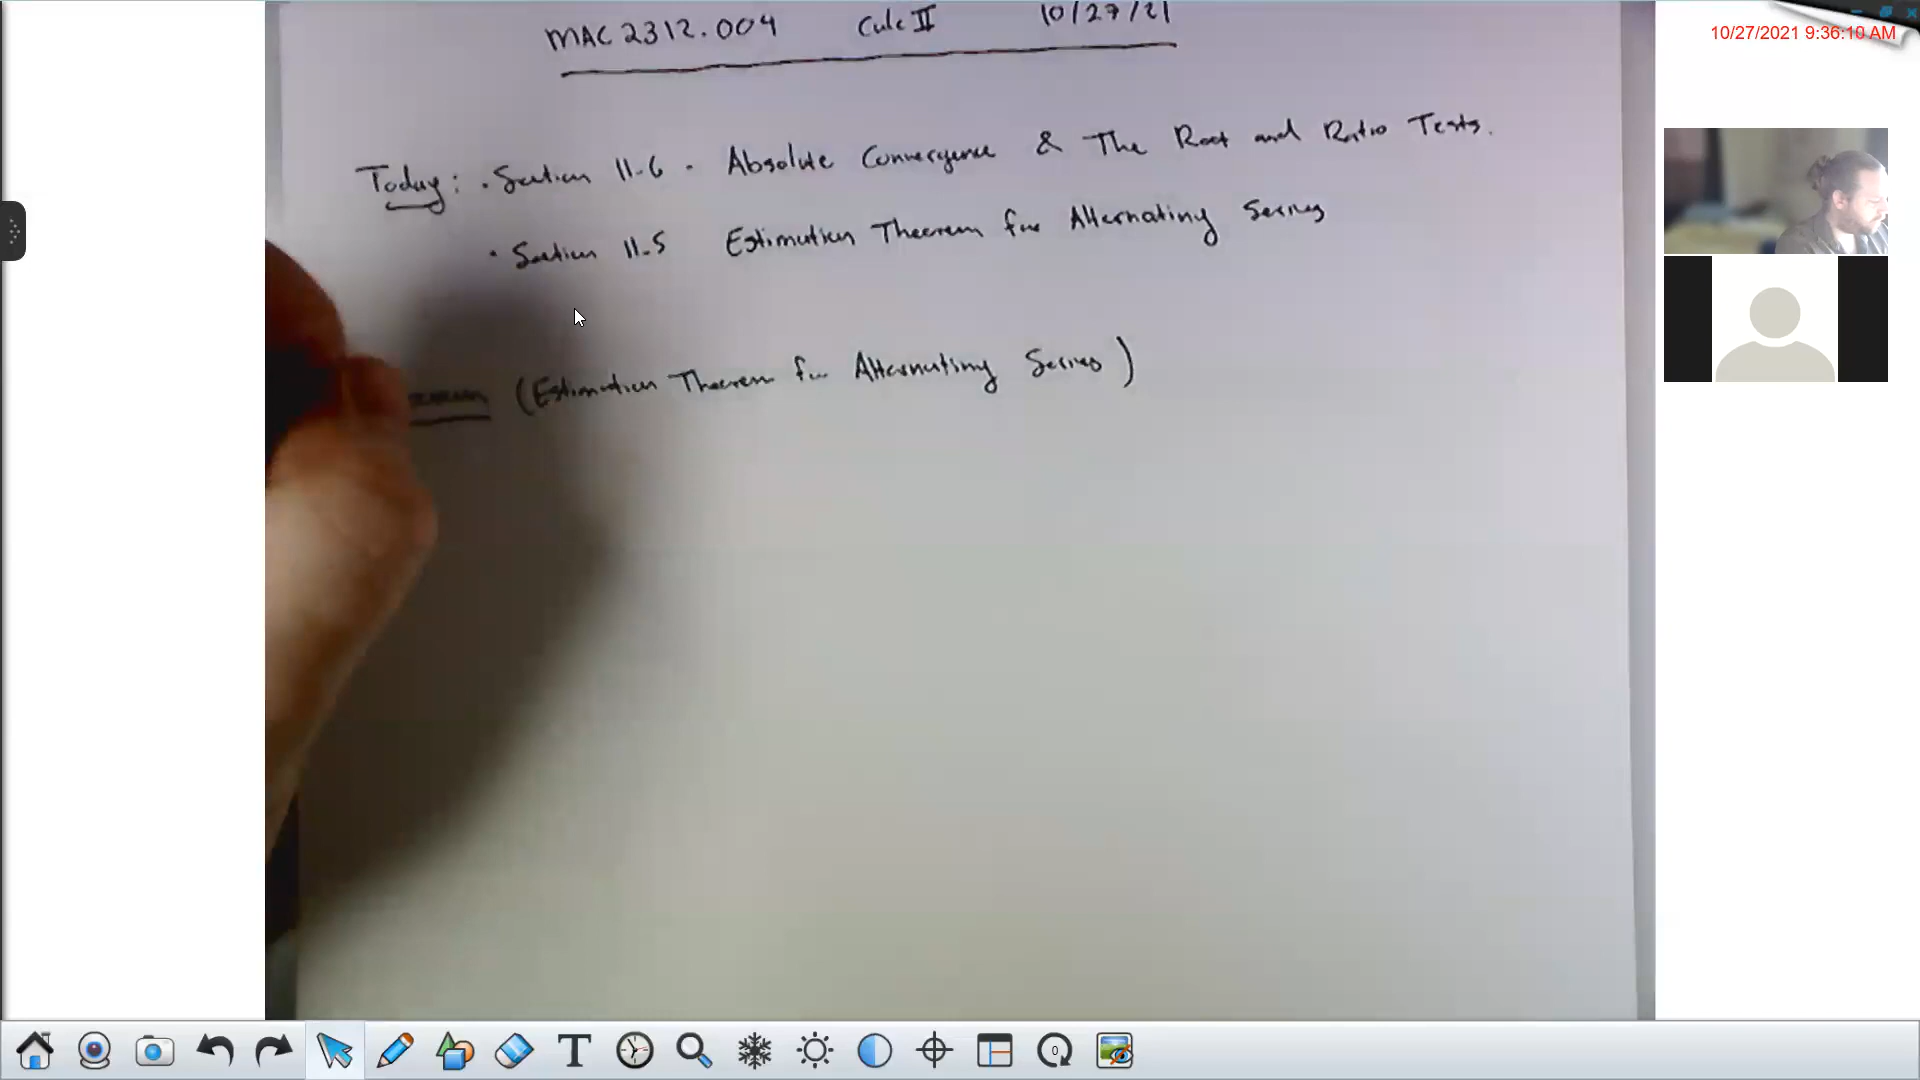 MAC 2312.004 Calc II 10/27/21
10/27/2021 9:36:10 AM
Today: · Section 11.6 - Absolute Convergence & The Root and Ratio Tests.
· Section 11.5 Estimation Theorem for Alternating Series
(Estimation Theorem for Alternating Series)
T
0